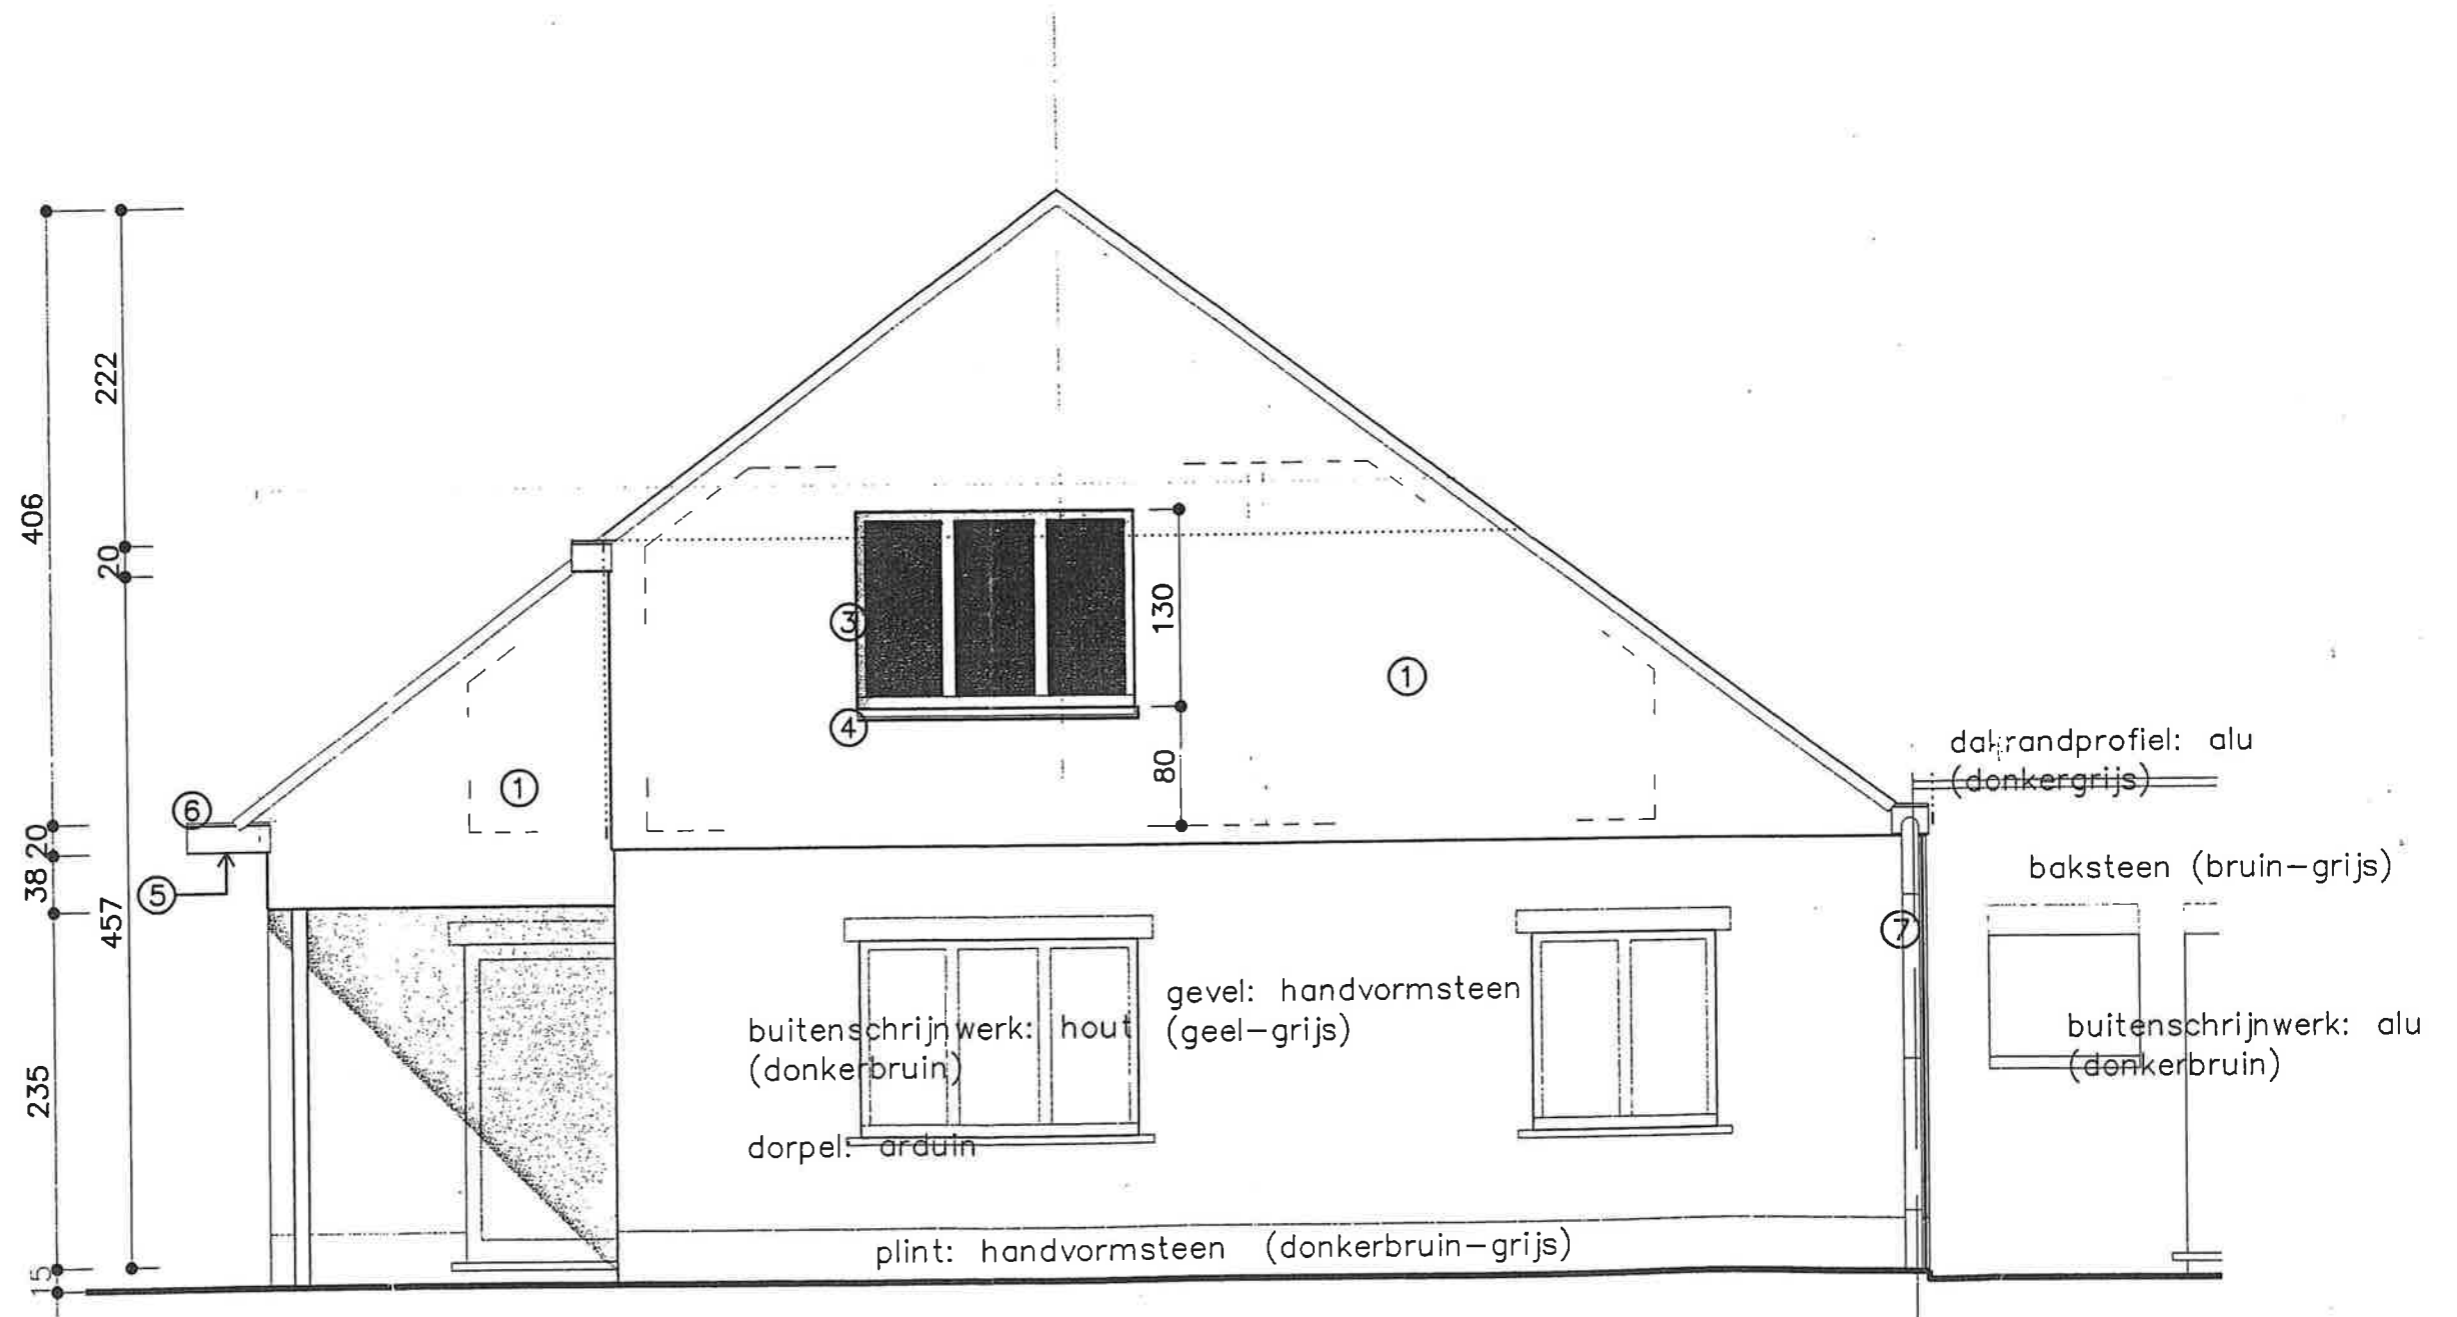 222
406
20
130
③
①
④
80
①
dakrandprofiel: alu
(donkergrijs)
⑥
20
38
⑤
457
baksteen (bruin-grijs)
⑦
gevel: handvormsteen
(geel-grijs)
buitenschrijnwerk: hout
(donkerbruin)
buitenschrijnwerk: alu
(donkerbruin)
235
dorpel: arduin
plint: handvormsteen (donkerbruin-grijs)
15